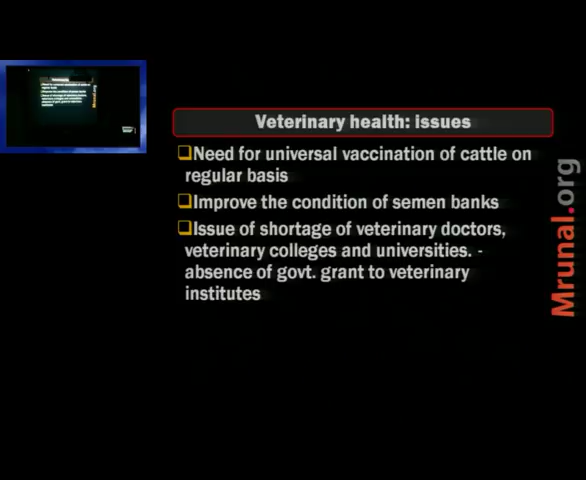 Veterinary health: issues
❑Need for universal vaccination of cattle on
regular basis
❑Improve the condition of semen banks
❑Issue of shortage of veterinary doctors,
veterinary colleges and universities. -
absence of govt. grant to veterinary
institutes
Mrunal.org